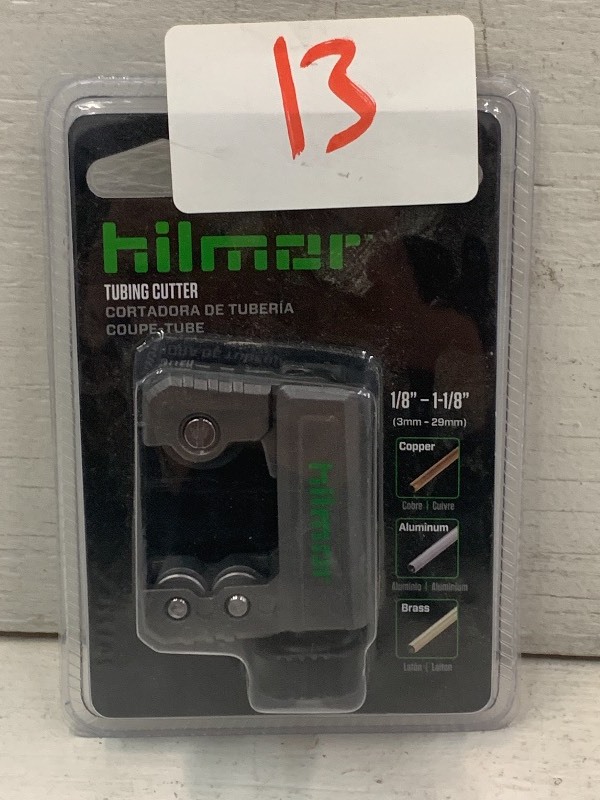 13
hilmor
TUBING CUTTER
CORTADORA DE TUBERÍA
COUPE-TUBE
1/8" – 1-1/8"
(3mm – 29mm)
Copper
Cobre | Cuivre
hilmor
Aluminum
Aluminio | Aluminium
Brass
Latón | Laiton